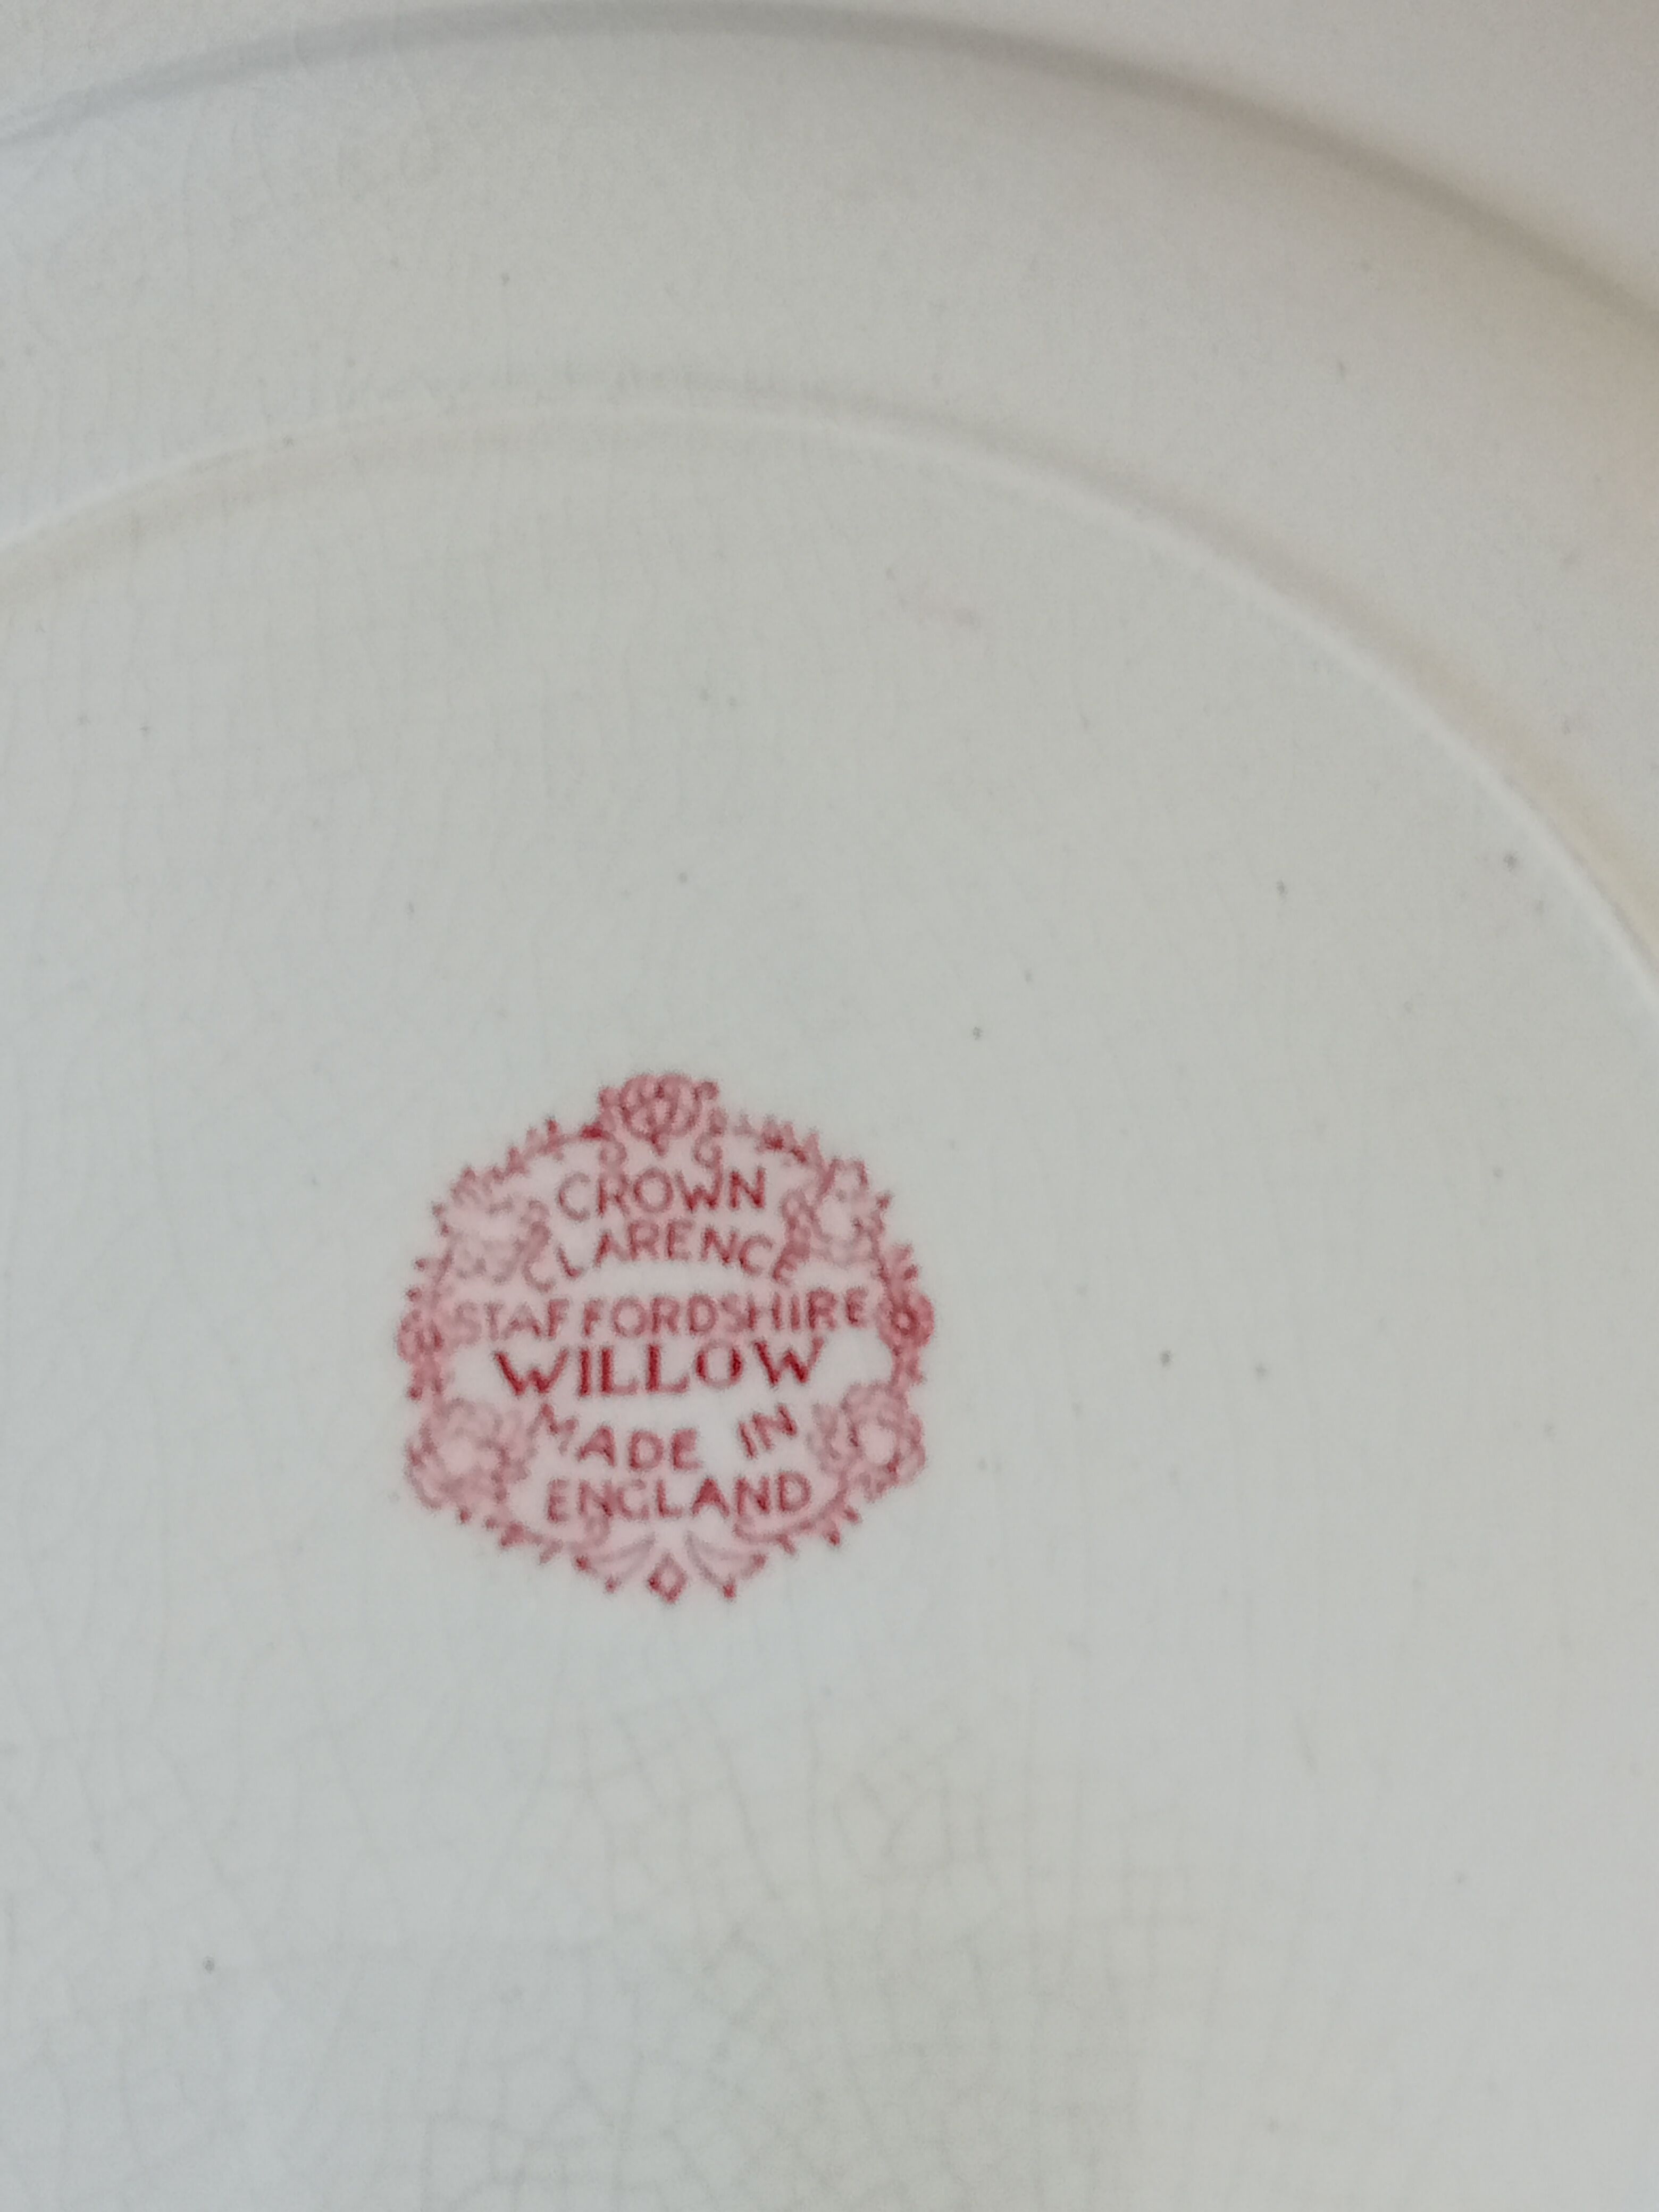 CROWN
CLARENCE
STAFFORDSHIRE
WILLOW
MADE IN
ENGLAND